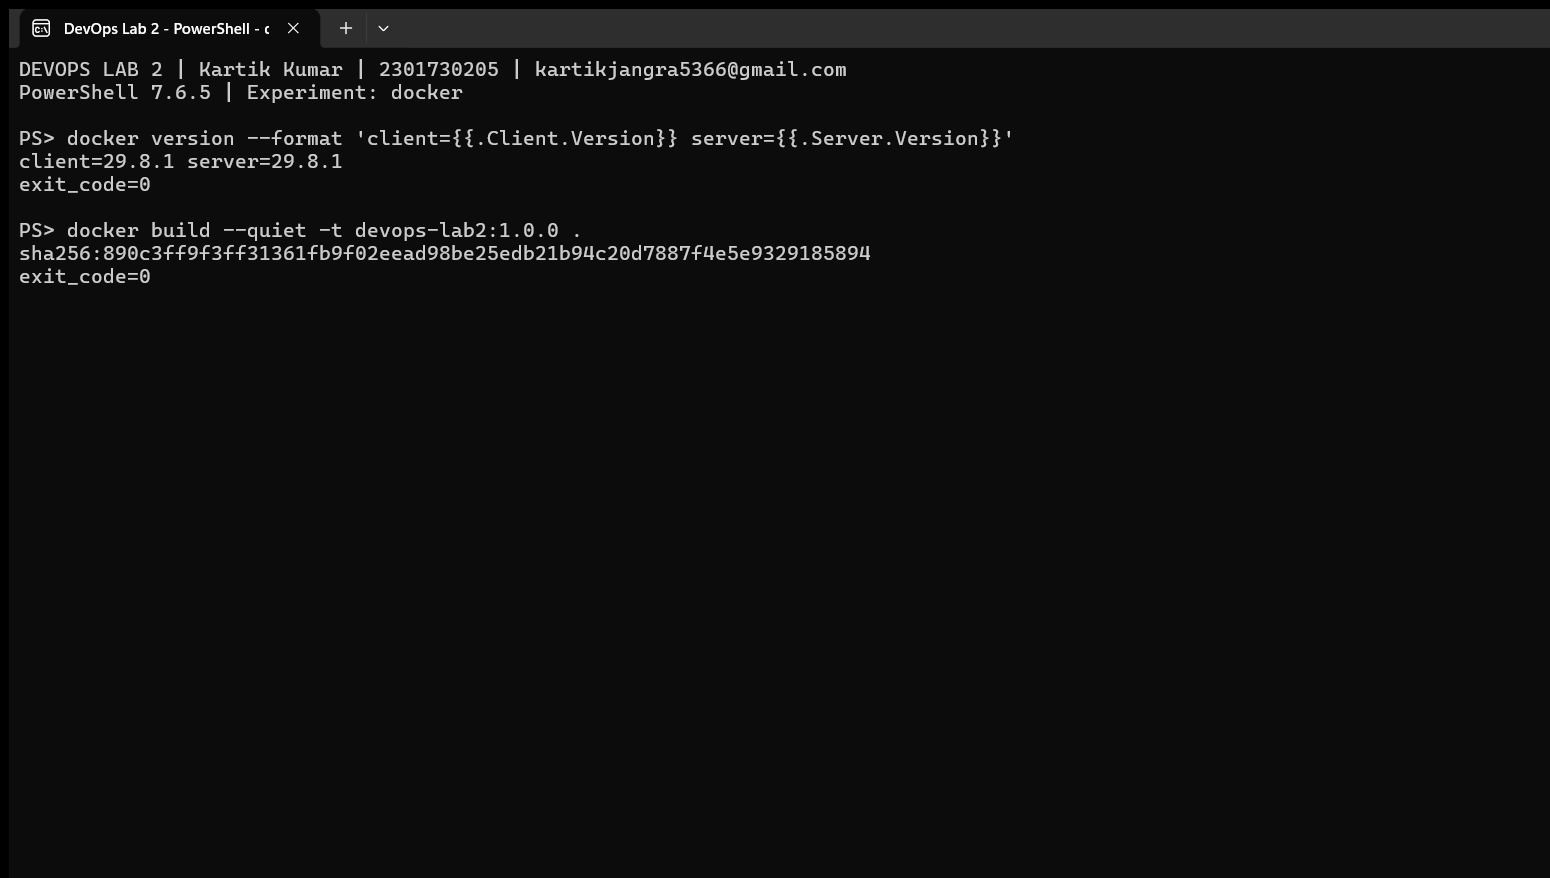 DevOps Lab 2 - PowerShell - c
DEVOPS LAB 2 | Kartik Kumar | 2301730205 | kartikjangra5366@gmail.com
PowerShell 7.6.5 | Experiment: docker
PS> docker version --format 'client={{.Client.Version}} server={{.Server.Version}}'
client=29.8.1 server=29.8.1
exit_code=0
PS> docker build --quiet -t devops-lab2:1.0.0 .
sha256:890c3ff9f3ff31361fb9f02eead98be25edb21b94c20d7887f4e5e9329185894
exit_code=0